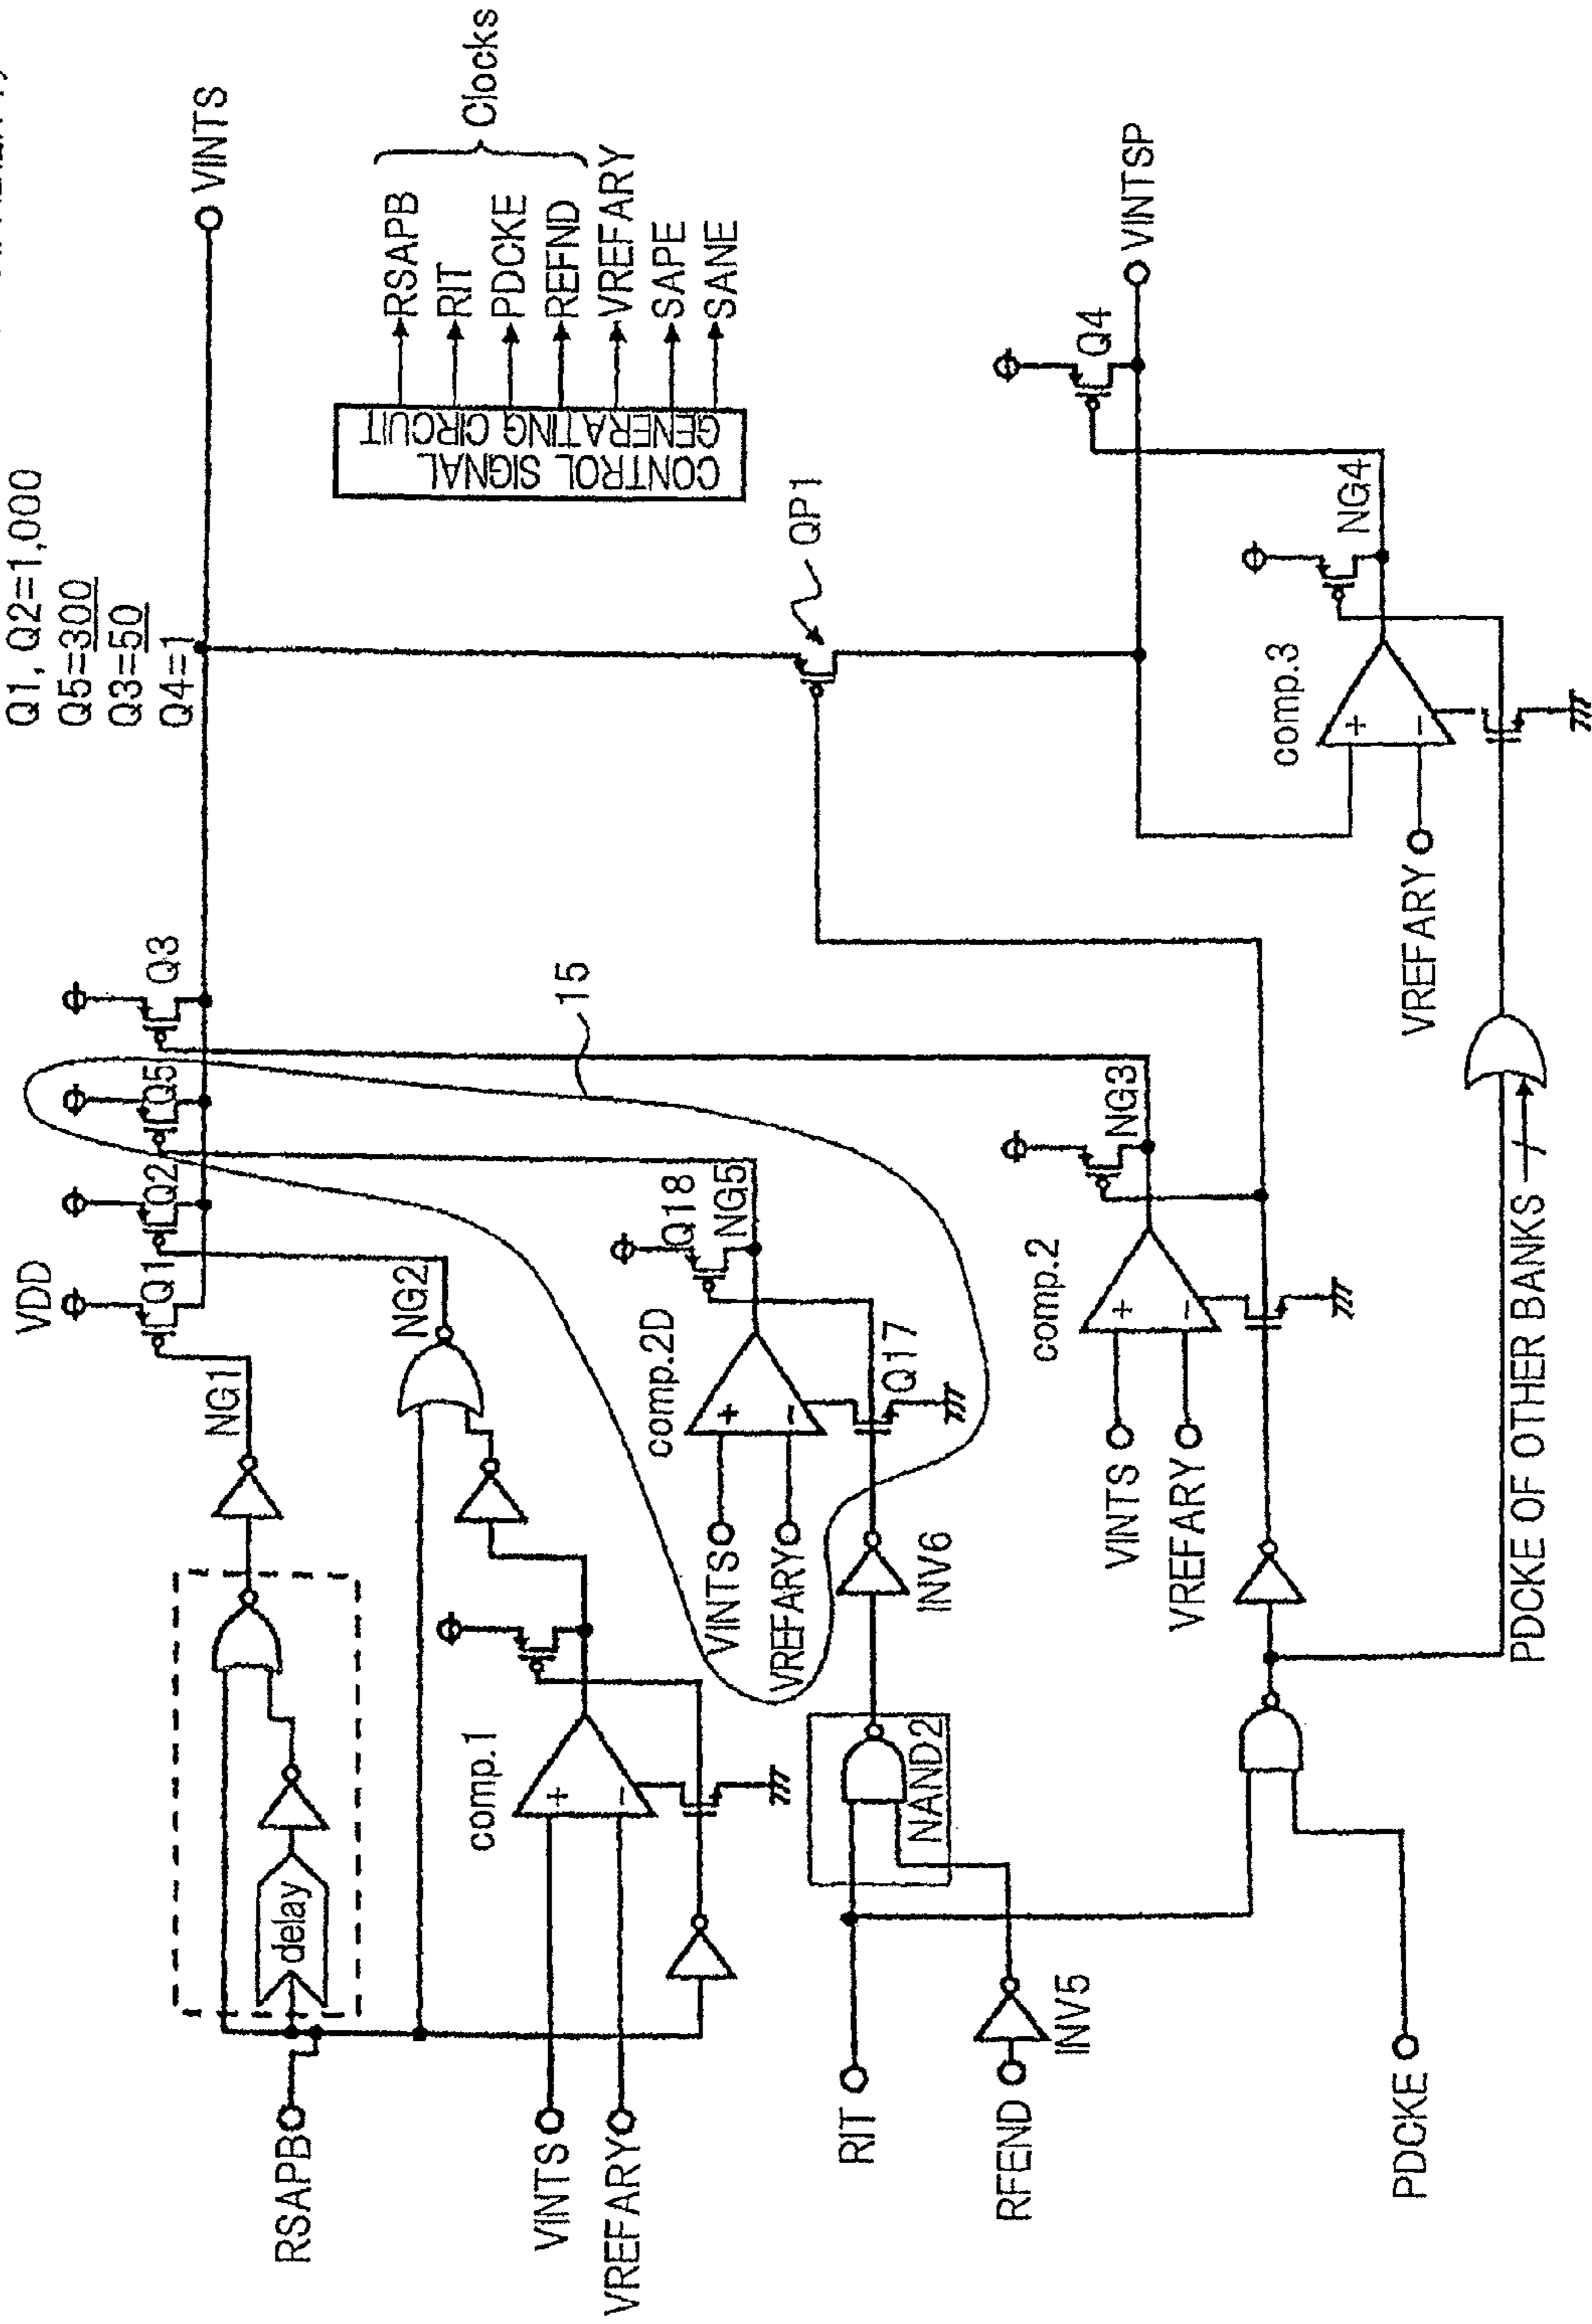 Q1, Q2=1,000
Q5=300
Q3=50
Q4=1
VINTS
VDD
Q1
Q2
Q5
Q3
NG1
NG2
15
RSAPB
delay
comp.1
VINTS
VREFARY
comp.2D
VINTS
VREFARY
Q18
NG5
Q17
INV6
NAND2
RIT
RFEND
INV5
PDCKE
comp.2
VINTS
VREFARY
NG3
PDCKE OF OTHER BANKS
QP1
comp.3
VREFARY
NG4
Q4
VINTSP
CONTROL SIGNAL
GENERATING CIRCUIT
RSAPB
RIT
PDCKE
REFND
VREFARY
SAPE
SANE
Clocks